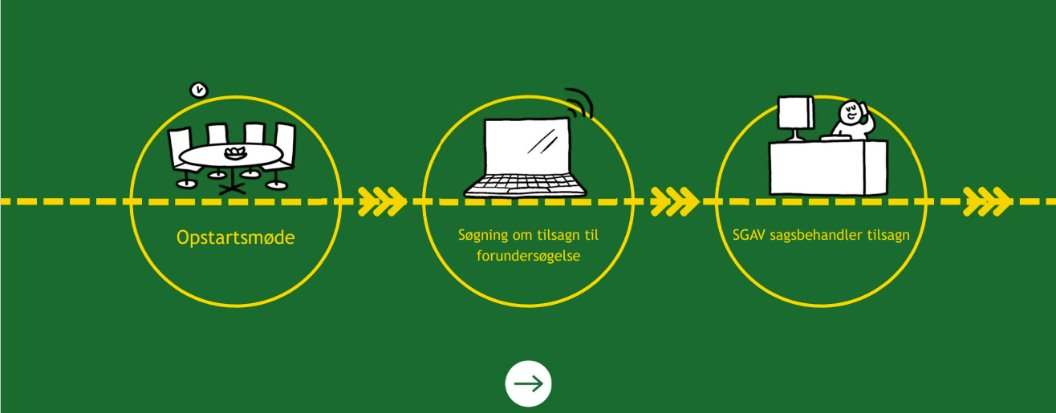 Opstartsmøde
Søgning om tilsagn til
forundersøgelse
SGAV sagsbehandler tilsagn